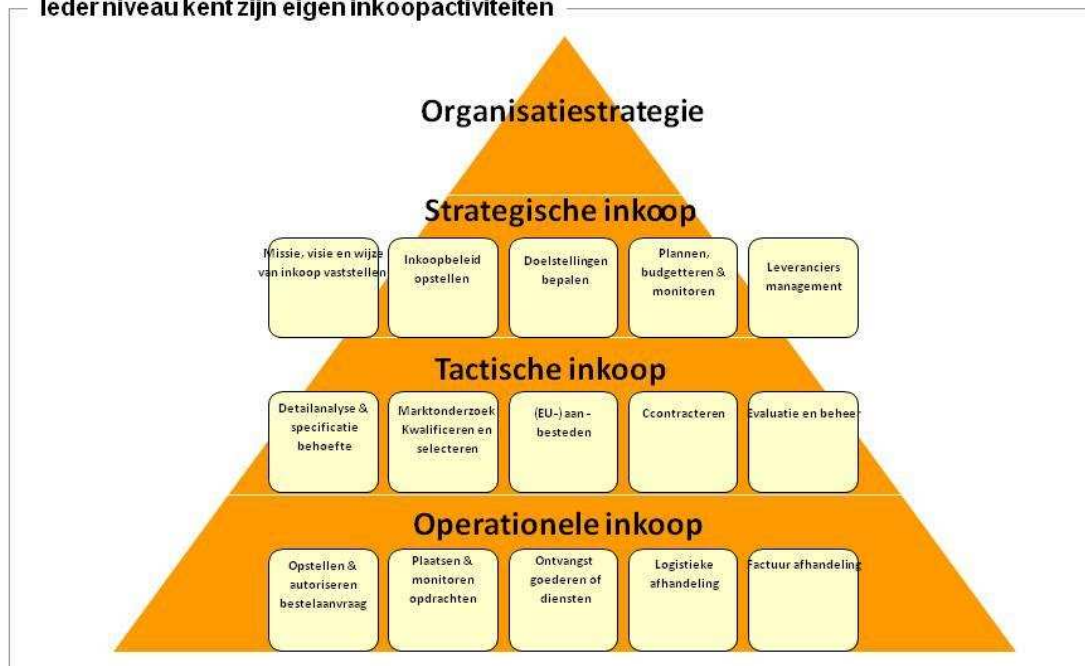 Ieder niveau kent zijn eigen inkoopactiviteiten
Organisatiestrategie
Strategische inkoop
Missie, visie en wijze
van inkoop vaststellen
Inkoopbeleid
opstellen
Doelstellingen
bepalen
Plannen,
budgetteren &
monitoren
Leveranciers
management
Tactische inkoop
Detailanalyse &
specificatie
behoefte
Marktonderzoek
Kwalificeren en
selecteren
(EU-) aan -
besteden
Ccontracteren
Evaluatie en beheer
Operationele inkoop
Opstellen &
autoriseren
bestelaanvraag
Plaatsen &
monitoren
opdrachten
Ontvangst
goederen of
diensten
Logistieke
afhandeling
Factuur afhandeling